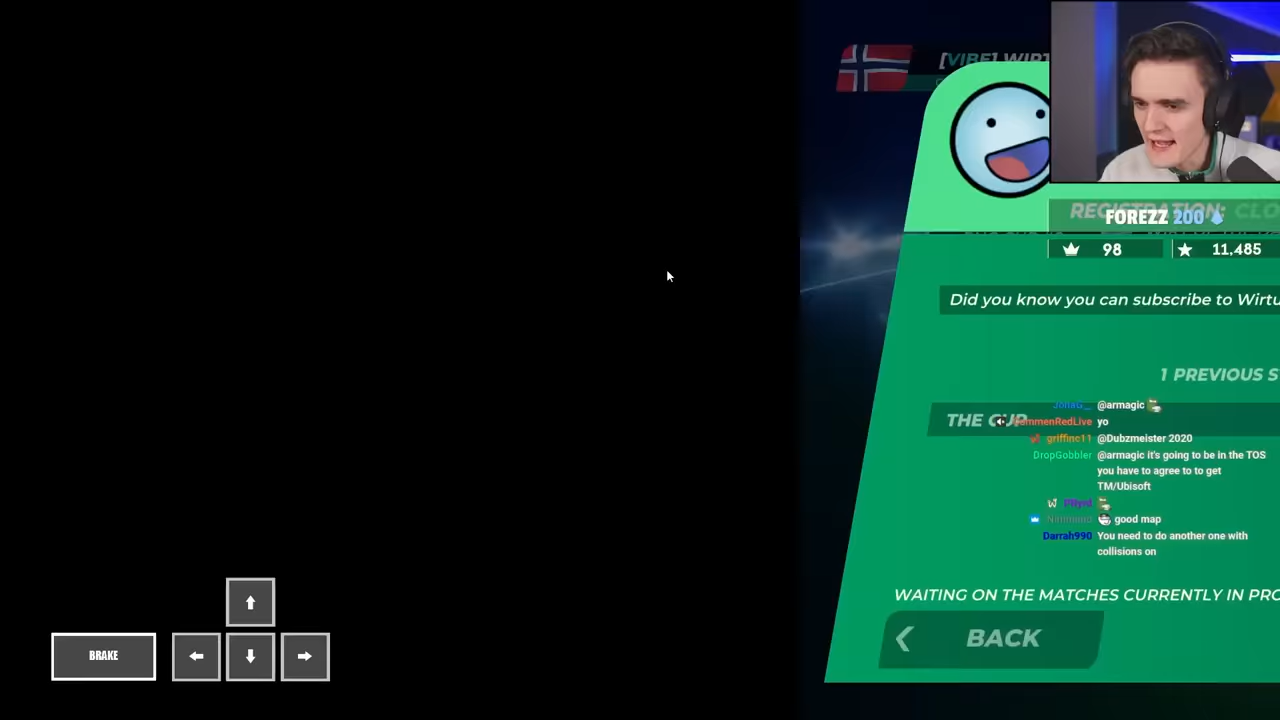 [VIBE] WIRT
REGISTRATION: CLO
FOREZZ 200
98 11,485
Did you know you can subscribe to Wirtu
1 PREVIOUS S
THE CUP
@armagic
yo
griffinc11 @Dubzmeister 2020
DropGobbler @armagic it's going to be in the TOS
you have to agree to to get
TM/Ubisoft
good map
Darrah990 You need to do another one with
collisions on
WAITING ON THE MATCHES CURRENTLY IN PRO
BACK
BRAKE